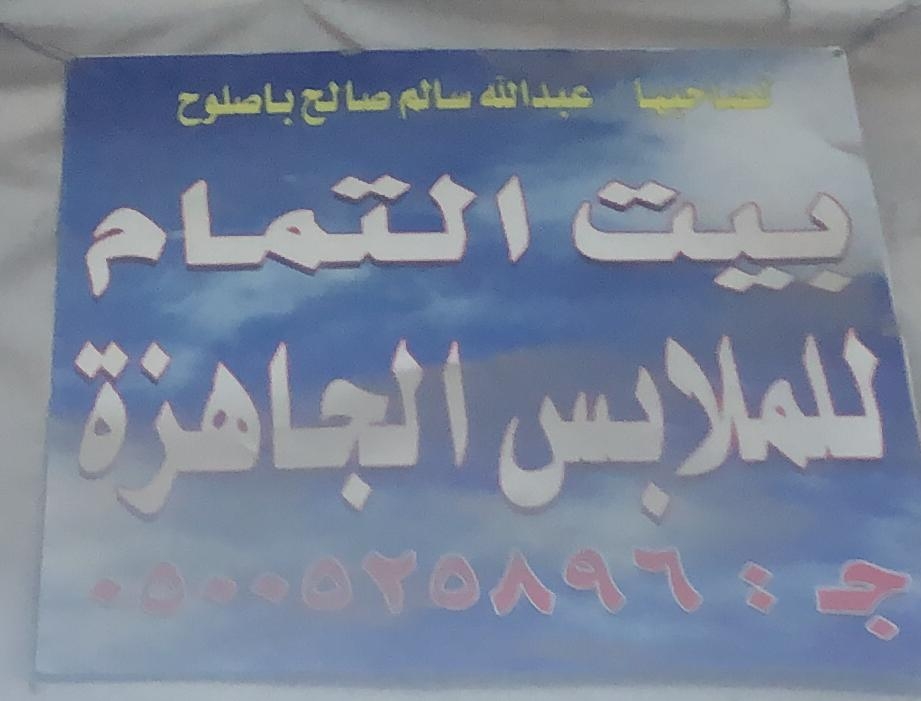 لصاحبها عبدالله سالم صالح باصلوح
بيت التمام
للملابس الجاهزة
ج : ٠٥٠٠٥٢٥٨٩٦